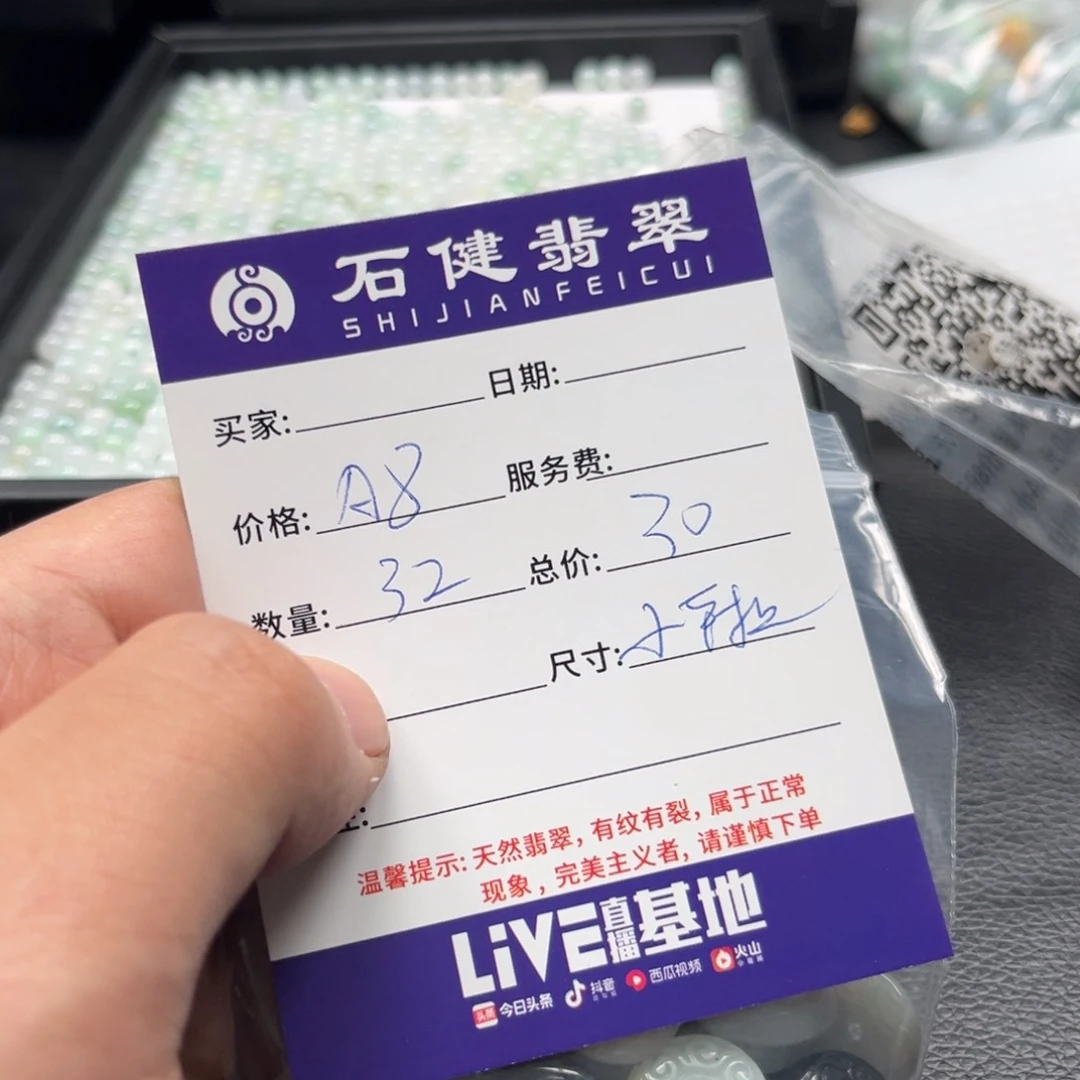 石健翡翠
SHIJIANFEICUI
买家: 日期:
价格: A8 服务费:
数量: 32 总价: 30
尺寸:
温馨提示: 天然翡翠, 有纹有裂, 属于正常
现象, 完美主义者, 请谨慎下单
LIVE直播基地
头条 今日头条 抖音 西瓜视频 火山